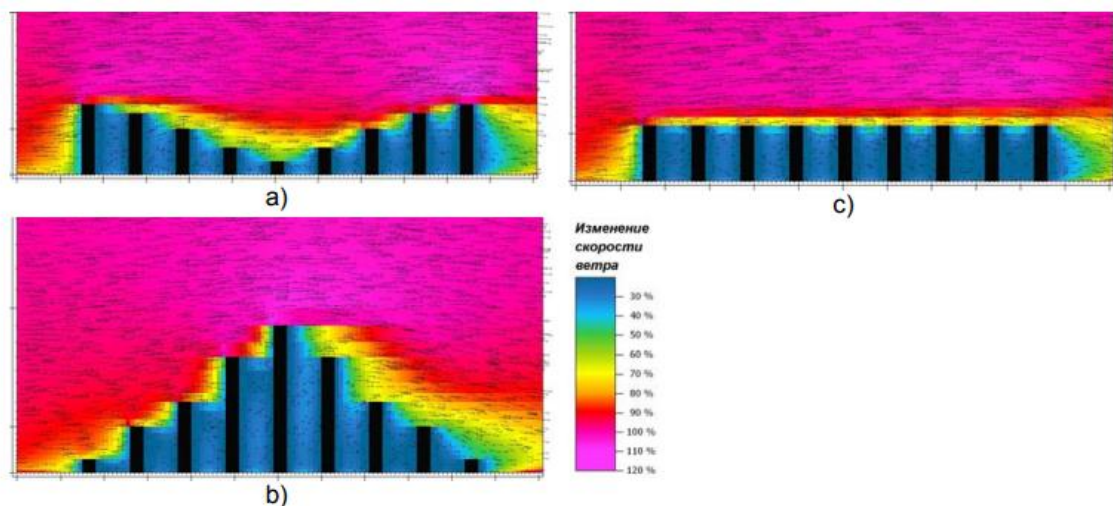 a)
c)
b)
Изменение
скорости
ветра
30 %
40 %
50 %
60 %
70 %
80 %
90 %
100 %
110 %
120 %